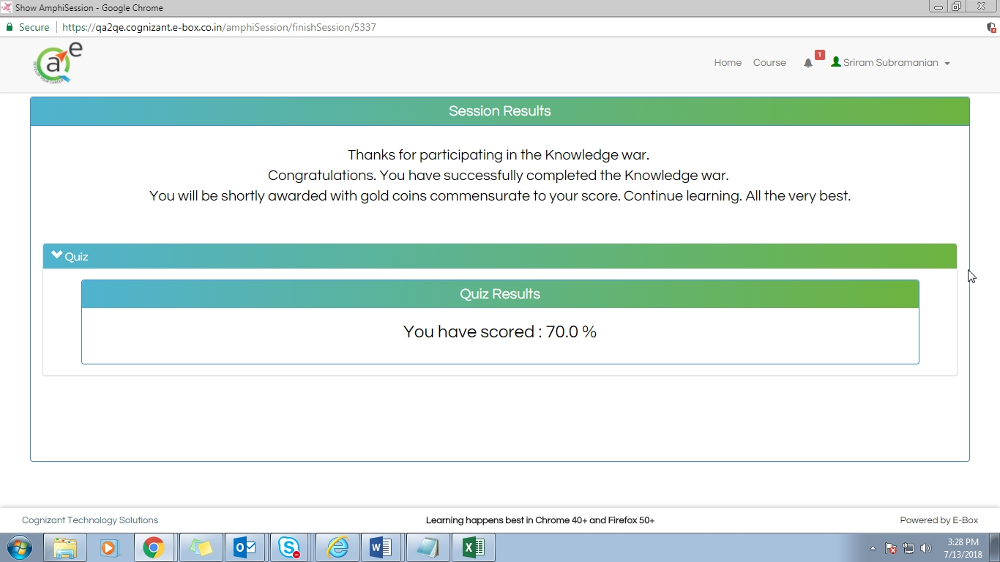 Show AmphiSession - Google Chrome
Secure https://qa2qe.cognizant.e-box.co.in/amphiSession/finishSession/5337
a e
Home Course 1 Sriram Subramanian
Session Results
Thanks for participating in the Knowledge war.
Congratulations. You have successfully completed the Knowledge war.
You will be shortly awarded with gold coins commensurate to your score. Continue learning. All the very best.
Quiz
Quiz Results
You have scored : 70.0 %
Cognizant Technology Solutions Learning happens best in Chrome 40+ and Firefox 50+ Powered by E-Box
3:28 PM
7/13/2018